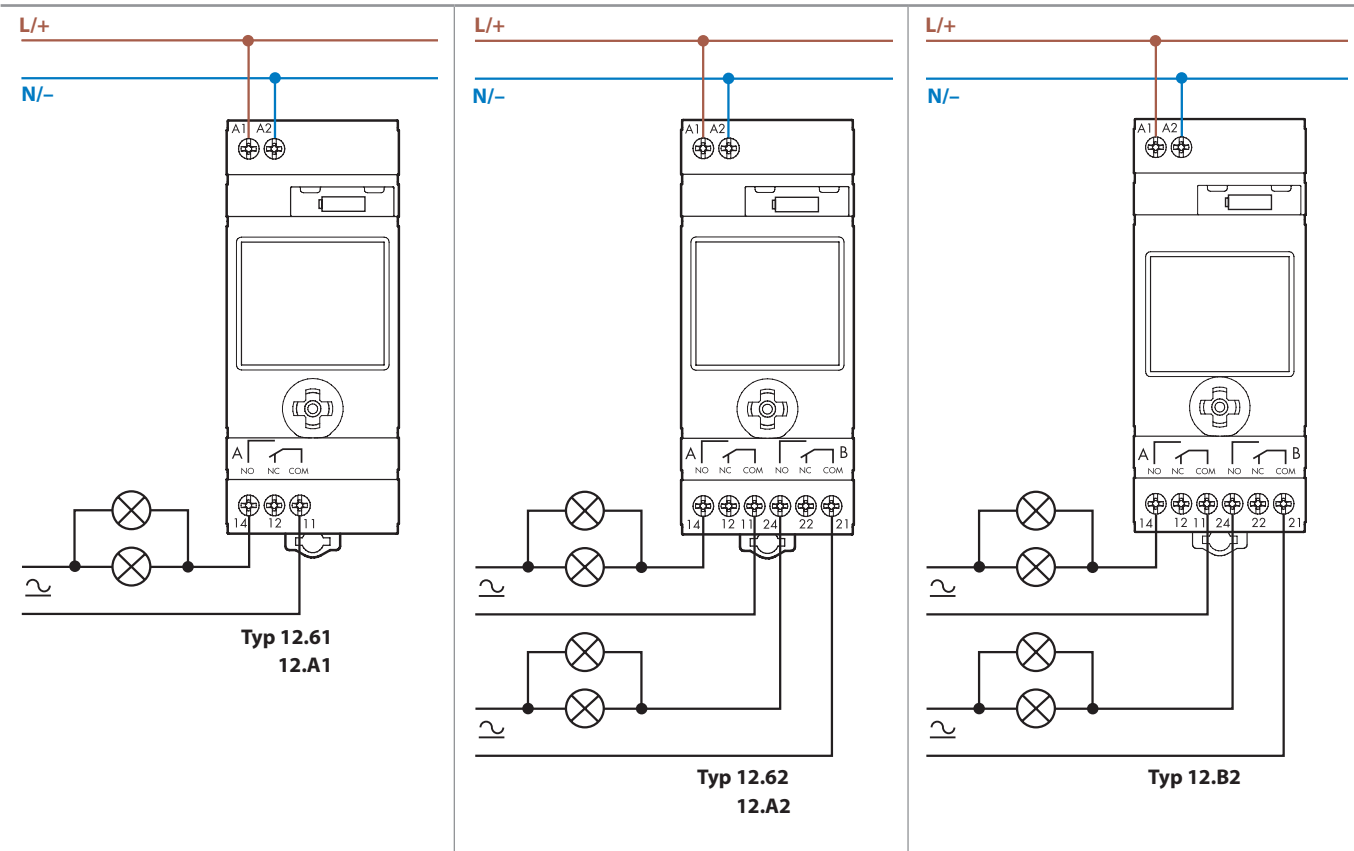 L/+
N/–
A1 A2
A
NO NC COM
14 12 11
Typ 12.61
12.A1
L/+
N/–
A1 A2
A B
NO NC COM NO NC COM
14 12 11 24 22 21
Typ 12.62
12.A2
L/+
N/–
A1 A2
A B
NO NC COM NO NC COM
14 12 11 24 22 21
Typ 12.B2